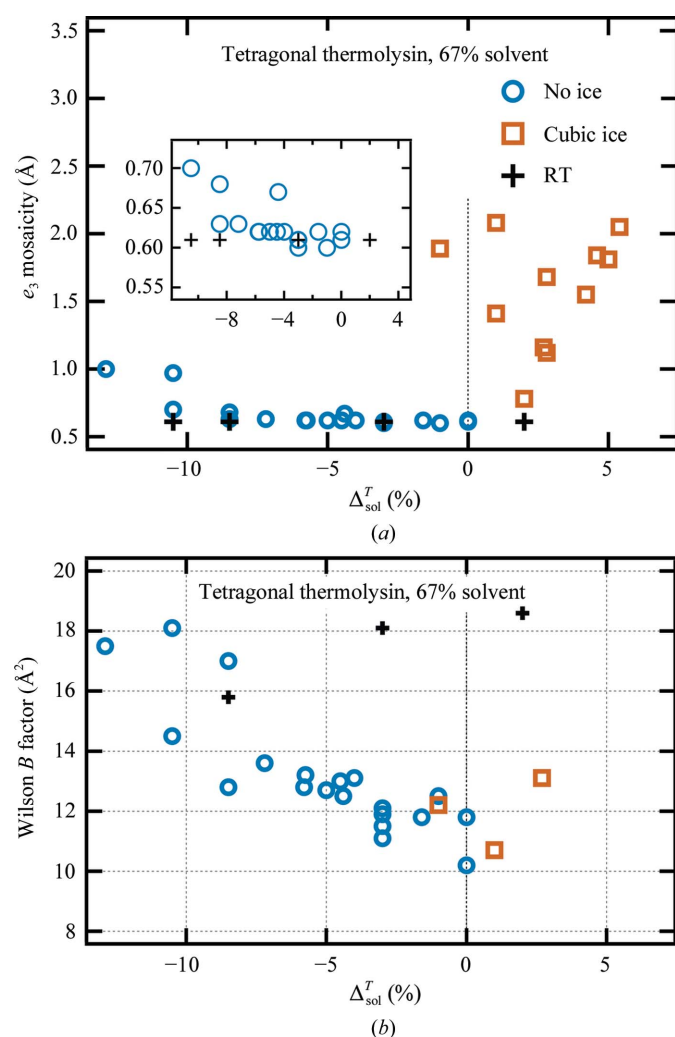 Tetragonal thermolysin, 67% solvent
No ice
Cubic ice
RT
e₃ mosaicity (Å)
3.5
3.0
2.5
2.0
1.5
1.0
0.5
0.70
0.65
0.60
0.55
−8 −4 0 4
−10 −5 0 5
Δ^T_sol (%)
(a)
Tetragonal thermolysin, 67% solvent
Wilson B factor (Å²)
20
18
16
14
12
10
8
−10 −5 0 5
Δ^T_sol (%)
(b)